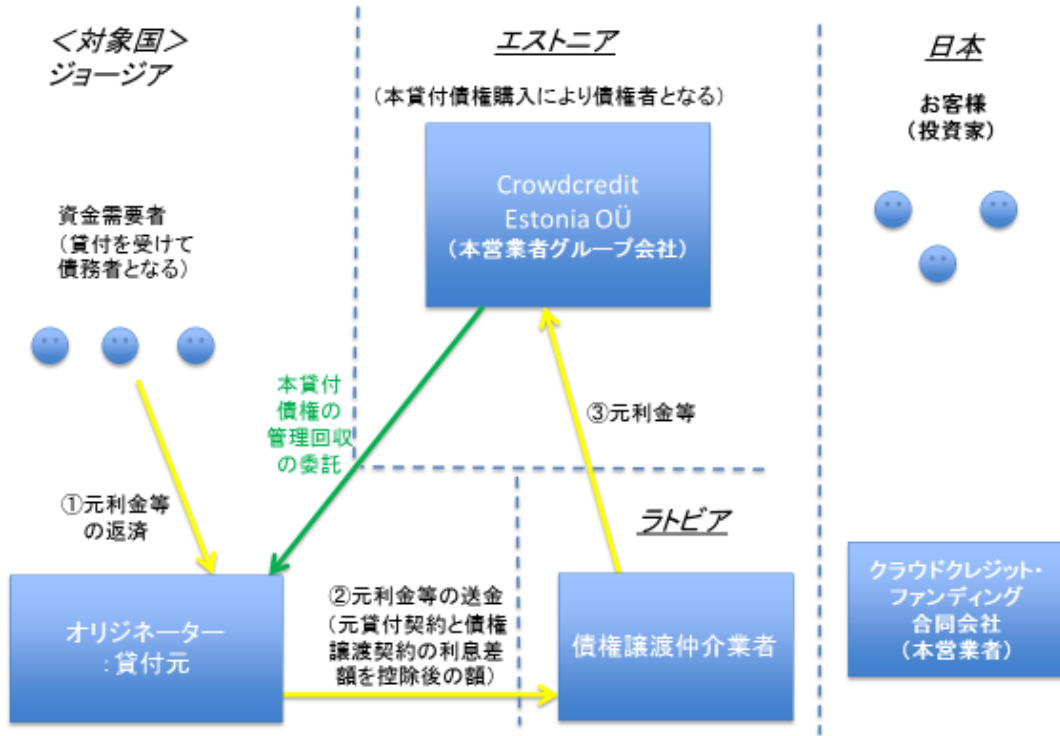 ＜対象国＞
ジョージア
エストニア
日本
（本貸付債権購入により債権者となる）
お客様
（投資家）
Crowdcredit
Estonia OÜ
（本営業者グループ会社）
資金需要者
（貸付を受けて
債務者となる）
本貸付
債権の
管理回収
の委託
③元利金等
①元利金等
の返済
ラトビア
オリジネーター
：貸付元
②元利金等の送金
（元貸付契約と債権
譲渡契約の利息差
額を控除後の額）
債権譲渡仲介業者
クラウドクレジット・
ファンディング
合同会社
（本営業者）